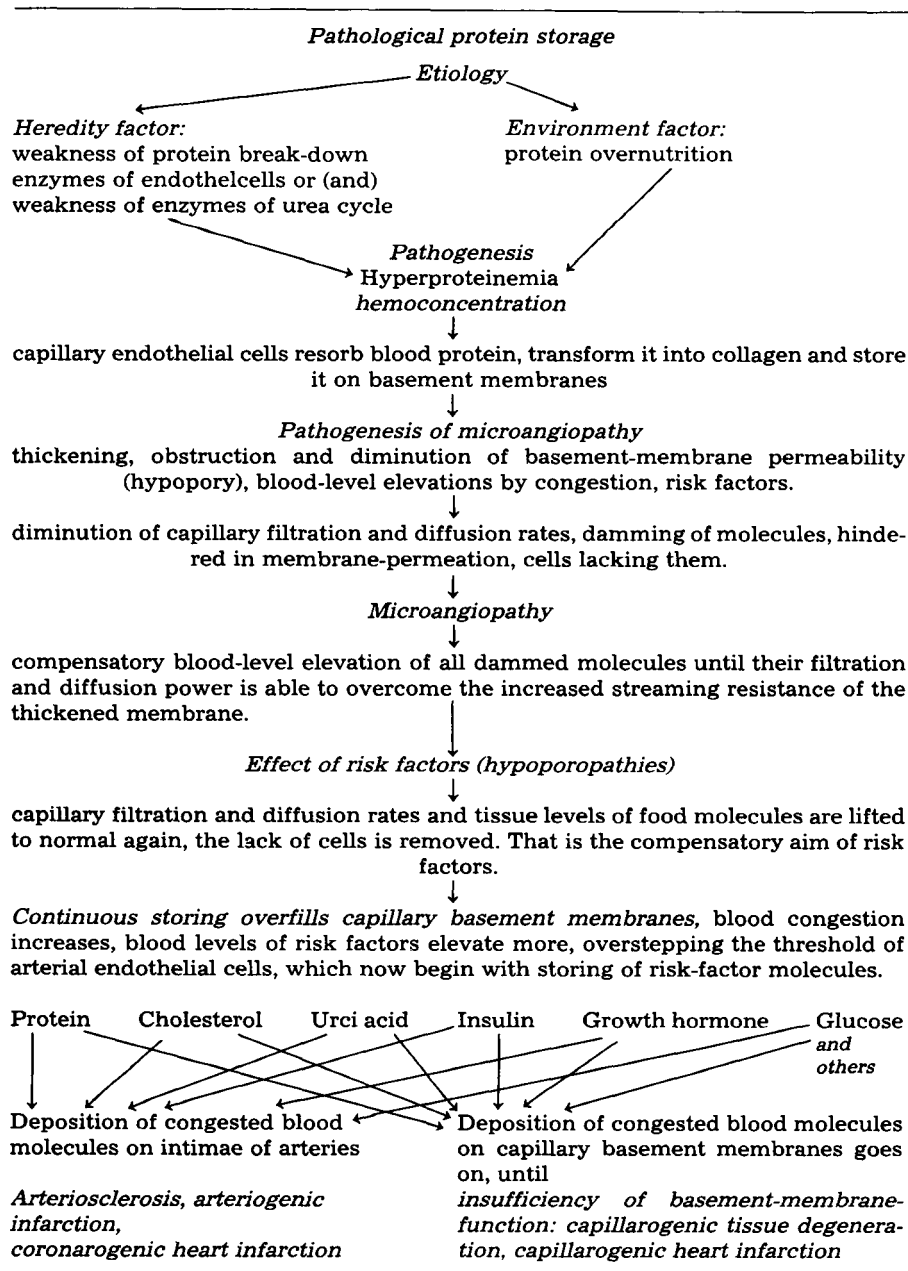 Pathological protein storage
Etiology
Heredity factor:
weakness of protein break-down
enzymes of endothelcells or (and)
weakness of enzymes of urea cycle
Environment factor:
protein overnutrition
Pathogenesis
Hyperproteinemia
hemoconcentration
capillary endothelial cells resorb blood protein, transform it into collagen and store
it on basement membranes
Pathogenesis of microangiopathy
thickening, obstruction and diminution of basement-membrane permeability
(hypopory), blood-level elevations by congestion, risk factors.
diminution of capillary filtration and diffusion rates, damming of molecules, hinde-
red in membrane-permeation, cells lacking them.
Microangiopathy
compensatory blood-level elevation of all dammed molecules until their filtration
and diffusion power is able to overcome the increased streaming resistance of the
thickened membrane.
Effect of risk factors (hypoporopathies)
capillary filtration and diffusion rates and tissue levels of food molecules are lifted
to normal again, the lack of cells is removed. That is the compensatory aim of risk
factors.
Continuous storing overfills capillary basement membranes, blood congestion
increases, blood levels of risk factors elevate more, overstepping the threshold of
arterial endothelial cells, which now begin with storing of risk-factor molecules.
Protein Cholesterol Urci acid Insulin Growth hormone Glucose
and
others
Deposition of congested blood
molecules on intimae of arteries
Arteriosclerosis, arteriogenic
infarction,
coronarogenic heart infarction
Deposition of congested blood molecules
on capillary basement membranes goes
on, until
insufficiency of basement-membrane-
function: capillarogenic tissue degenera-
tion, capillarogenic heart infarction